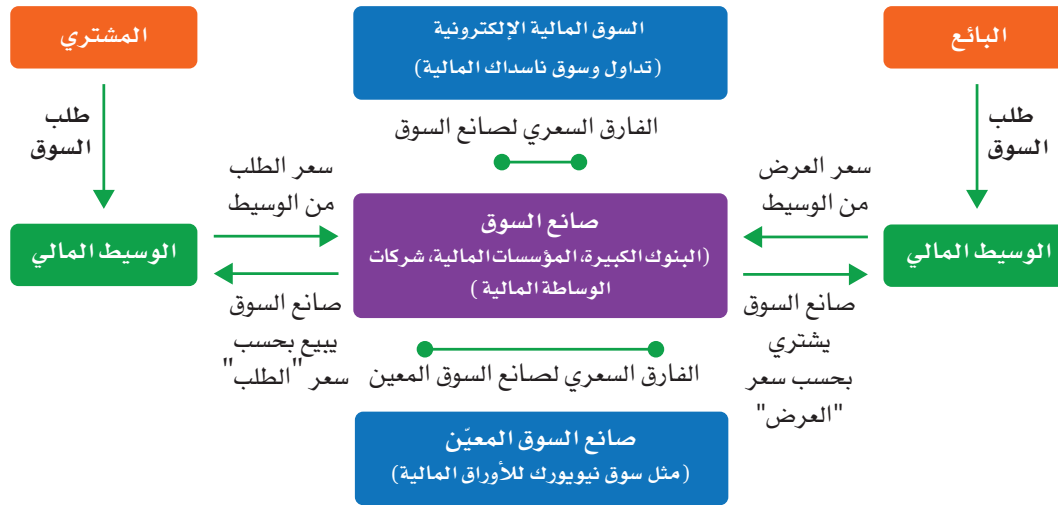 البائع
السوق المالية الإلكترونية
(تداول وسوق ناسداك المالية)
المشتري
طلب
السوق
الفارق السعري لصانع السوق
طلب
السوق
سعر العرض
من الوسيط
سعر الطلب
من الوسيط
الوسيط المالي
صانع السوق
(البنوك الكبيرة، المؤسسات المالية، شركات
الوساطة المالية )
الوسيط المالي
صانع السوق
يشتري
بحسب سعر
"العرض"
صانع السوق
يبيع بحسب
سعر "الطلب"
الفارق السعري لصانع السوق المعين
صانع السوق المعيّن
(مثل سوق نيويورك للأوراق المالية)